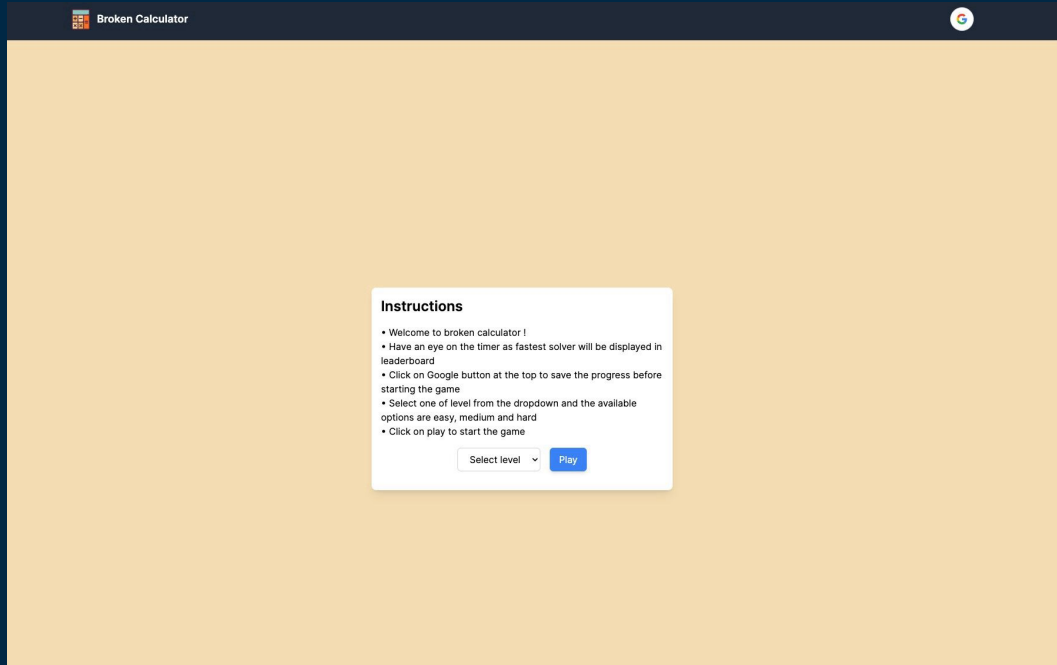 Broken Calculator
Instructions
• Welcome to broken calculator !
• Have an eye on the timer as fastest solver will be displayed in
leaderboard
• Click on Google button at the top to save the progress before
starting the game
• Select one of level from the dropdown and the available
options are easy, medium and hard
• Click on play to start the game
Select level
Play